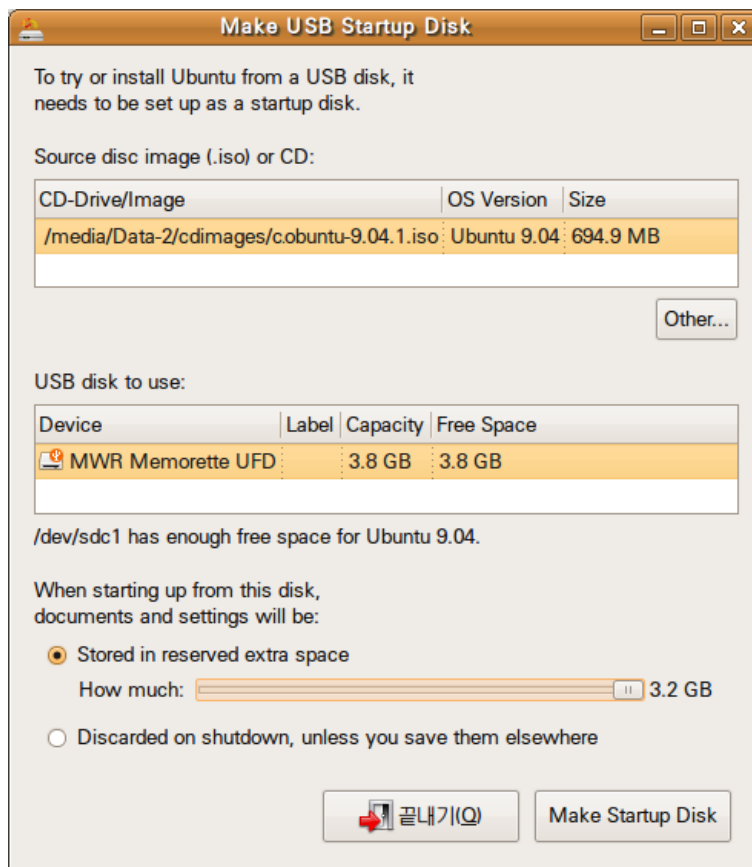 Make USB Startup Disk
To try or install Ubuntu from a USB disk, it
needs to be set up as a startup disk.
Source disc image (.iso) or CD:
CD-Drive/Image OS Version Size
/media/Data-2/cdimages/c.obuntu-9.04.1.iso Ubuntu 9.04 694.9 MB
Other...
USB disk to use:
Device Label Capacity Free Space
MWR Memorette UFD 3.8 GB 3.8 GB
/dev/sdc1 has enough free space for Ubuntu 9.04.
When starting up from this disk,
documents and settings will be:
Stored in reserved extra space
How much: 3.2 GB
Discarded on shutdown, unless you save them elsewhere
끝내기(Q) Make Startup Disk